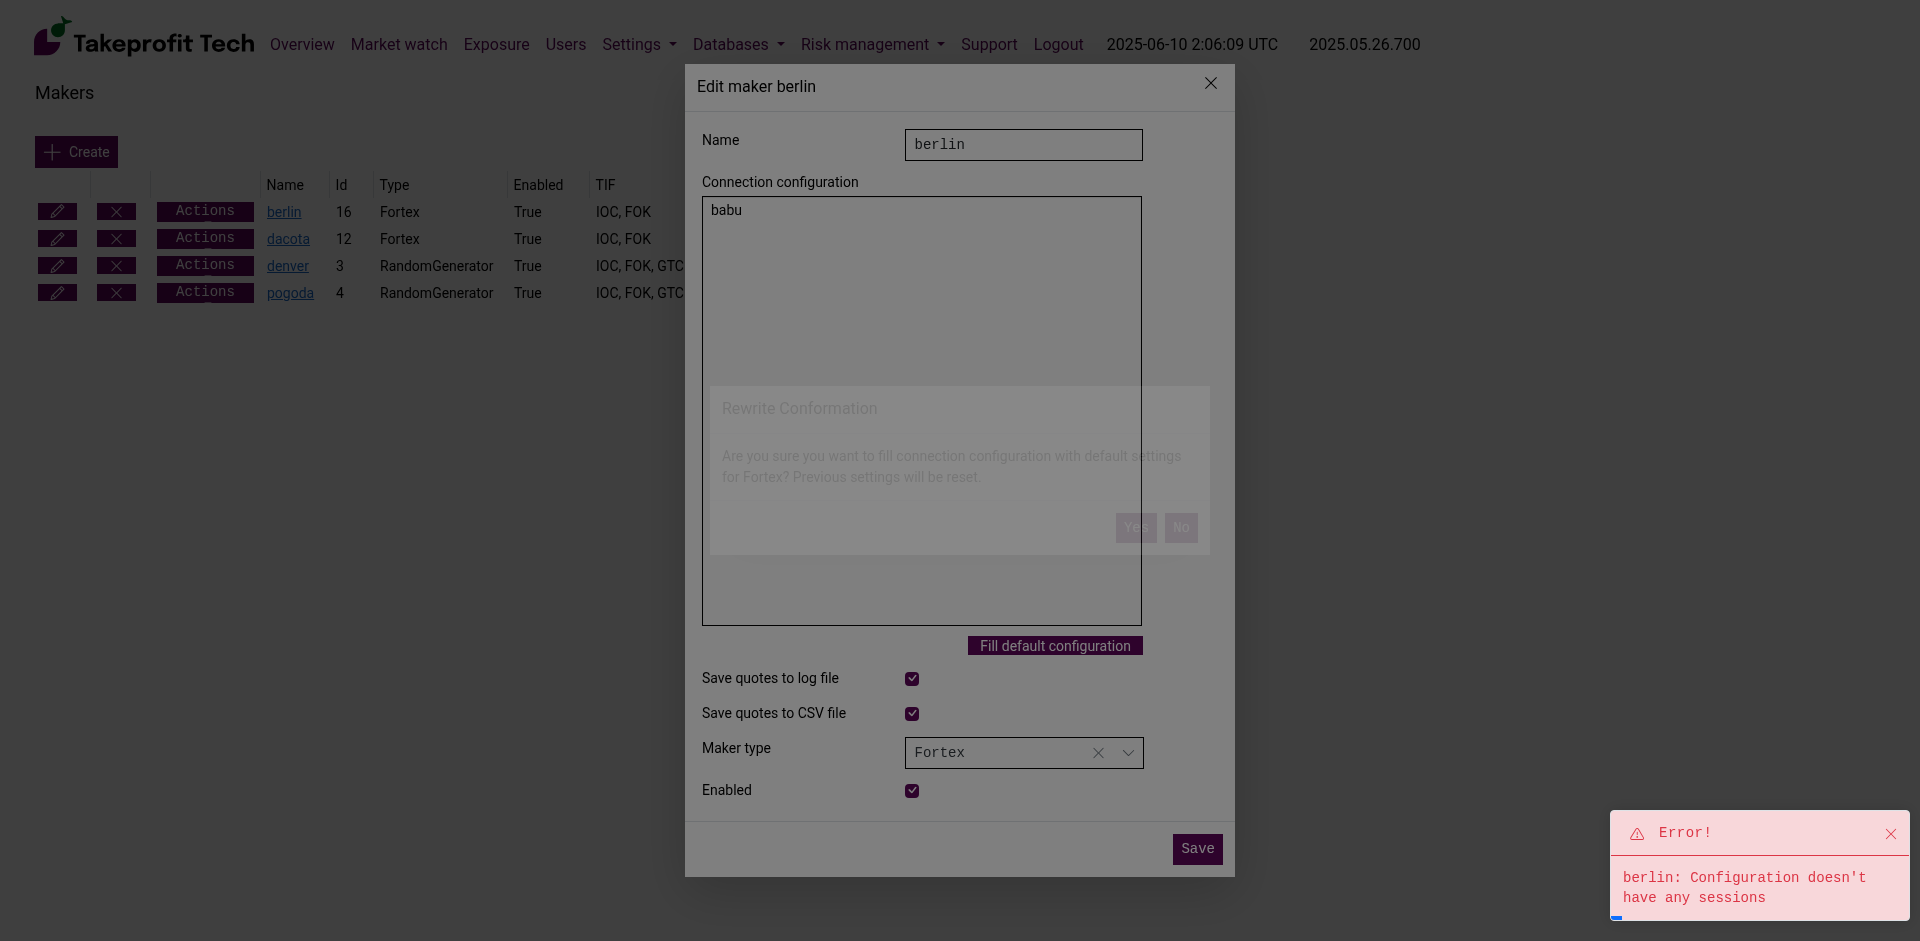 Takeprofit Tech Overview Market watch Exposure Users Settings Databases Risk management Support Logout 2025-06-10 2:06:09 UTC 2025.05.26.700
Makers
Create
Name Id Type Enabled TIF
Actions berlin 16 Fortex True IOC, FOK
Actions dacota 12 Fortex True IOC, FOK
Actions denver 3 RandomGenerator True IOC, FOK, GTC
Actions pogoda 4 RandomGenerator True IOC, FOK, GTC
Edit maker berlin
Name berlin
Connection configuration
babu
Rewrite Conformation
Are you sure you want to fill connection configuration with default settings
for Fortex? Previous settings will be reset.
Yes No
Fill default configuration
Save quotes to log file
Save quotes to CSV file
Maker type Fortex
Enabled
Save
Error!
berlin: Configuration doesn't
have any sessions